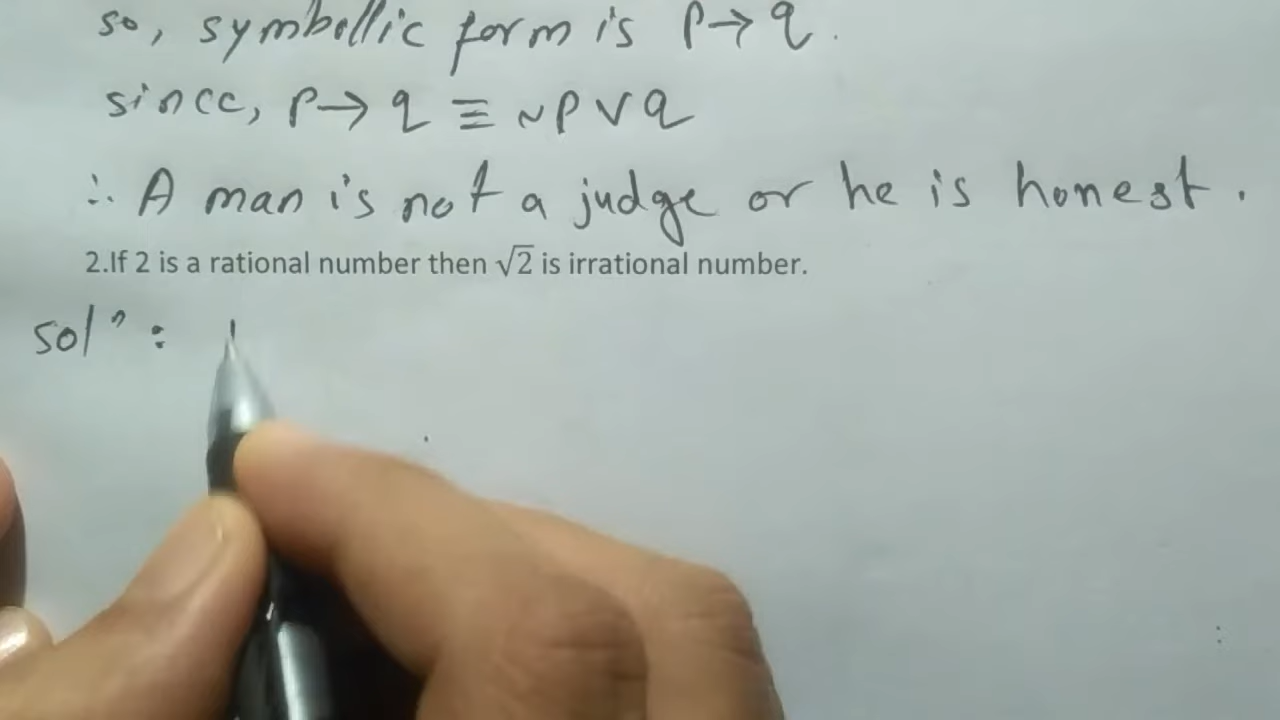 so, symbollic form is p→q.
since, p→q ≡ ~p∨q
∴ A man is not a judge or he is honest.
2.If 2 is a rational number then √2 is irrational number.
solⁿ :